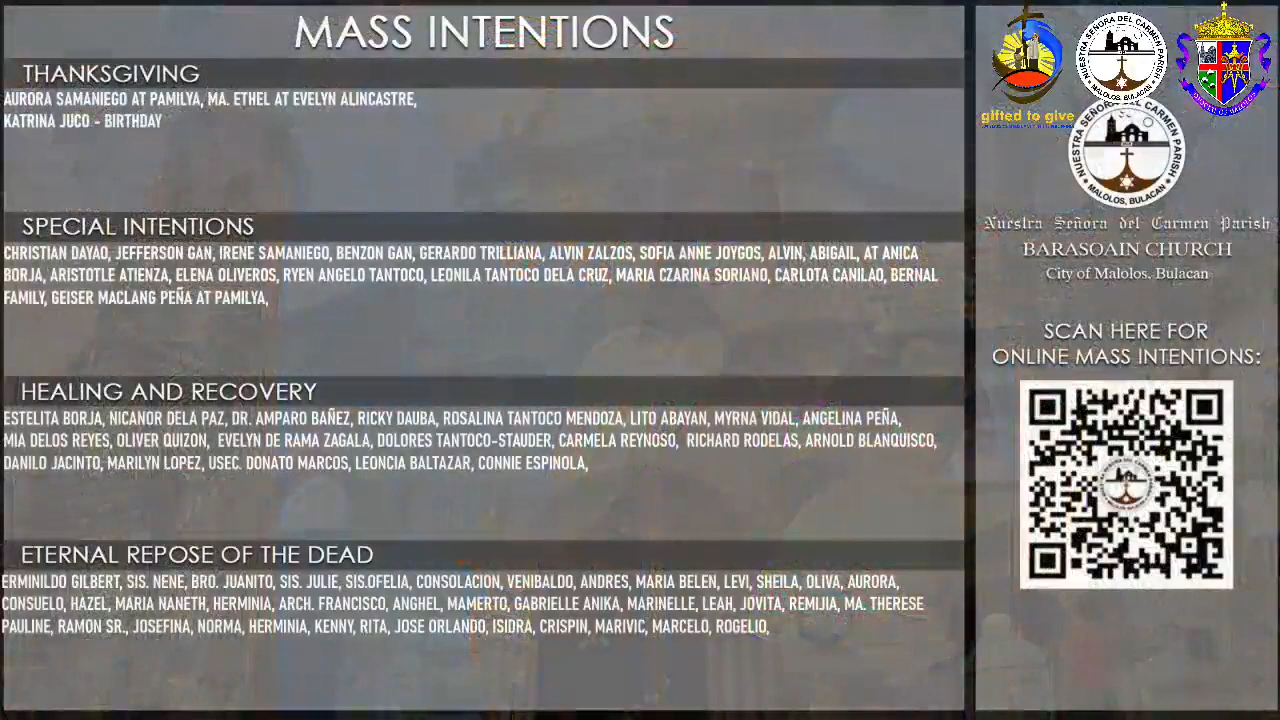 MASS INTENTIONS
THANKSGIVING
AURORA SAMANIEGO AT PAMILYA, MA. ETHEL AT EVELYN ALINCASTRE,
KATRINA JUCO - BIRTHDAY
SPECIAL INTENTIONS
CHRISTIAN DAYAO, JEFFERSON GAN, IRENE SAMANIEGO, BENZON GAN, GERARDO TRILLIANA, ALVIN ZALZOS, SOFIA ANNE JOYGOS, ALVIN, ABIGAIL, AT ANICA
BORJA, ARISTOTLE ATIENZA, ELENA OLIVEROS, RYEN ANGELO TANTOCO, LEONILA TANTOCO DELA CRUZ, MARIA CZARINA SORIANO, CARLOTA CANILAO, BERNAL
FAMILY, GEISER MACLANG PEÑA AT PAMILYA,
HEALING AND RECOVERY
ESTELITA BORJA, NICANOR DELA PAZ, DR. AMPARO BAÑEZ, RICKY DAUBA, ROSALINA TANTOCO MENDOZA, LITO ABAYAN, MYRNA VIDAL, ANGELINA PEÑA,
MIA DELOS REYES, OLIVER QUIZON, EVELYN DE RAMA ZAGALA, DOLORES TANTOCO-STAUDER, CARMELA REYNOSO, RICHARD RODELAS, ARNOLD BLANQUISCO,
DANILO JACINTO, MARILYN LOPEZ, USEC. DONATO MARCOS, LEONCIA BALTAZAR, CONNIE ESPINOLA,
ETERNAL REPOSE OF THE DEAD
ERMINILDO GILBERT, SIS. NENE, BRO. JUANITO, SIS. JULIE, SIS.OFELIA, CONSOLACION, VENIBALDO, ANDRES, MARIA BELEN, LEVI, SHEILA, OLIVA, AURORA,
CONSUELO, HAZEL, MARIA NANETH, HERMINIA, ARCH. FRANCISCO, ANGHEL, MAMERTO, GABRIELLE ANIKA, MARINELLE, LEAH, JOVITA, REMIJIA, MA. THERESE
PAULINE, RAMON SR., JOSEFINA, NORMA, HERMINIA, KENNY, RITA, JOSE ORLANDO, ISIDRA, CRISPIN, MARIVIC, MARCELO, ROGELIO,
gifted to give
NUESTRA SEÑORA DEL CARMEN PARISH
MALOLOS, BULACAN
DIOCESE OF MALOLOS
NUESTRA SEÑORA DEL CARMEN PARISH
MALOLOS, BULACAN
Nuestra Señora del Carmen Parish
BARASOAIN CHURCH
City of Malolos, Bulacan
SCAN HERE FOR
ONLINE MASS INTENTIONS: